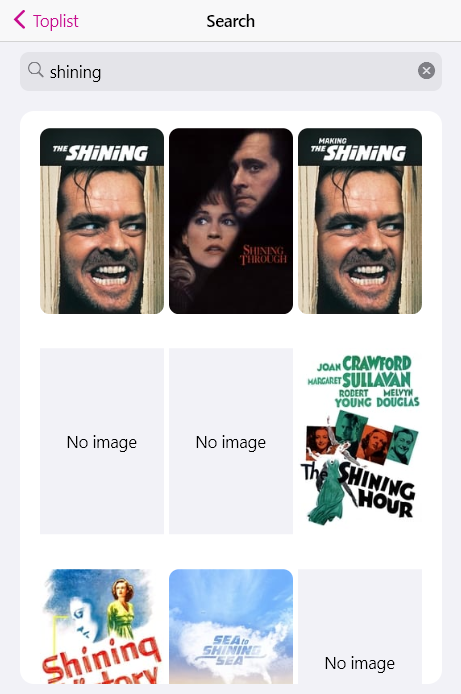 Toplist
Search
shining
THE SHiNiNG
SHINING
THROUGH
MAKING
THE SHiNiNG
No image
No image
JOAN CRAWFORD
MARGARET SULLAVAN
ROBERT YOUNG
MELVYN DOUGLAS
The SHINING
HOUR
Shining
SEA to
SHINING
SEA
No image